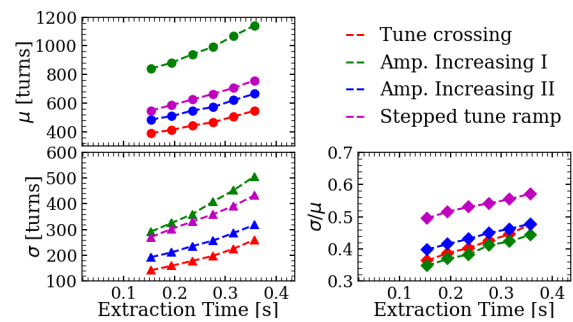 1200
1000
800
600
400
μ [turns]
Tune crossing
Amp. Increasing I
Amp. Increasing II
Stepped tune ramp
600
500
400
300
200
100
σ [turns]
0.1 0.2 0.3 0.4
Extraction Time [s]
0.7
0.6
0.5
0.4
0.3
σ/μ
0.1 0.2 0.3 0.4
Extraction Time [s]